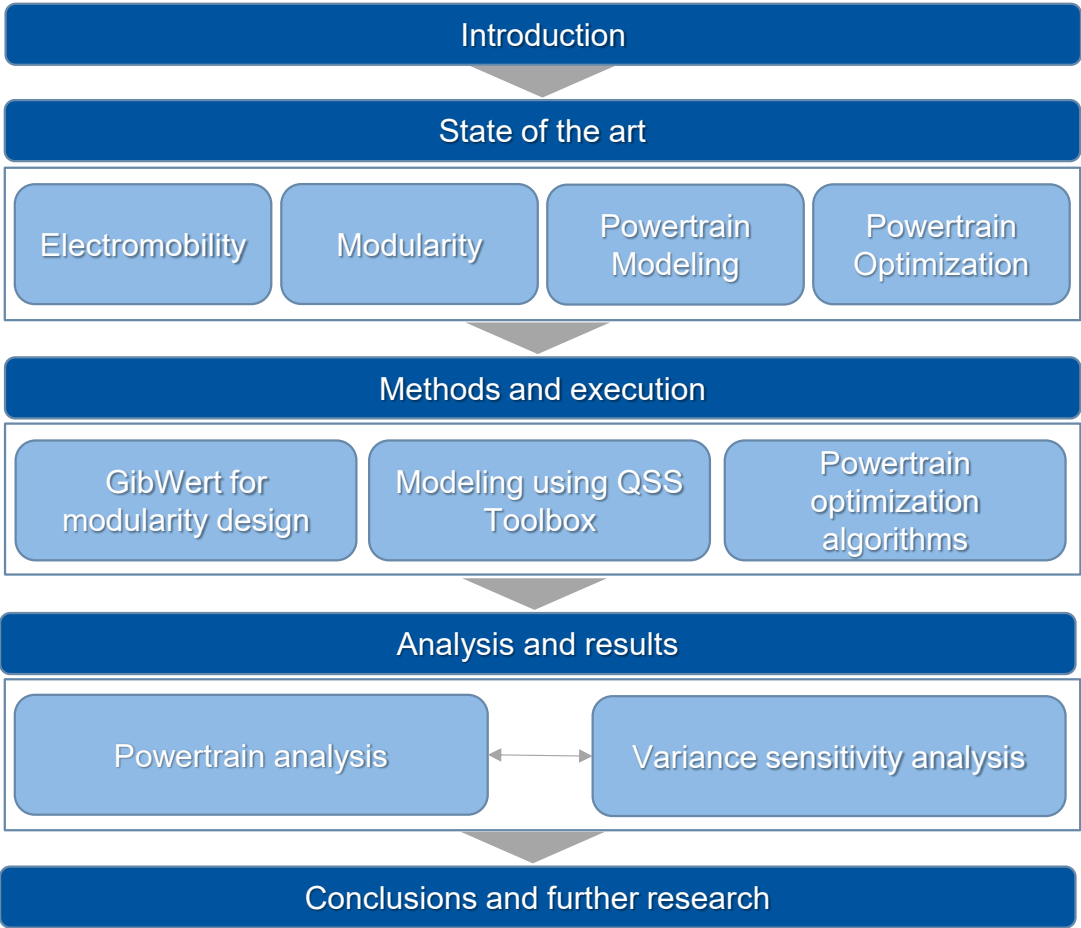 Introduction
State of the art
Electromobility
Modularity
Powertrain
Modeling
Powertrain
Optimization
Methods and execution
GibWert for
modularity design
Modeling using QSS
Toolbox
Powertrain
optimization
algorithms
Analysis and results
Powertrain analysis
Variance sensitivity analysis
Conclusions and further research